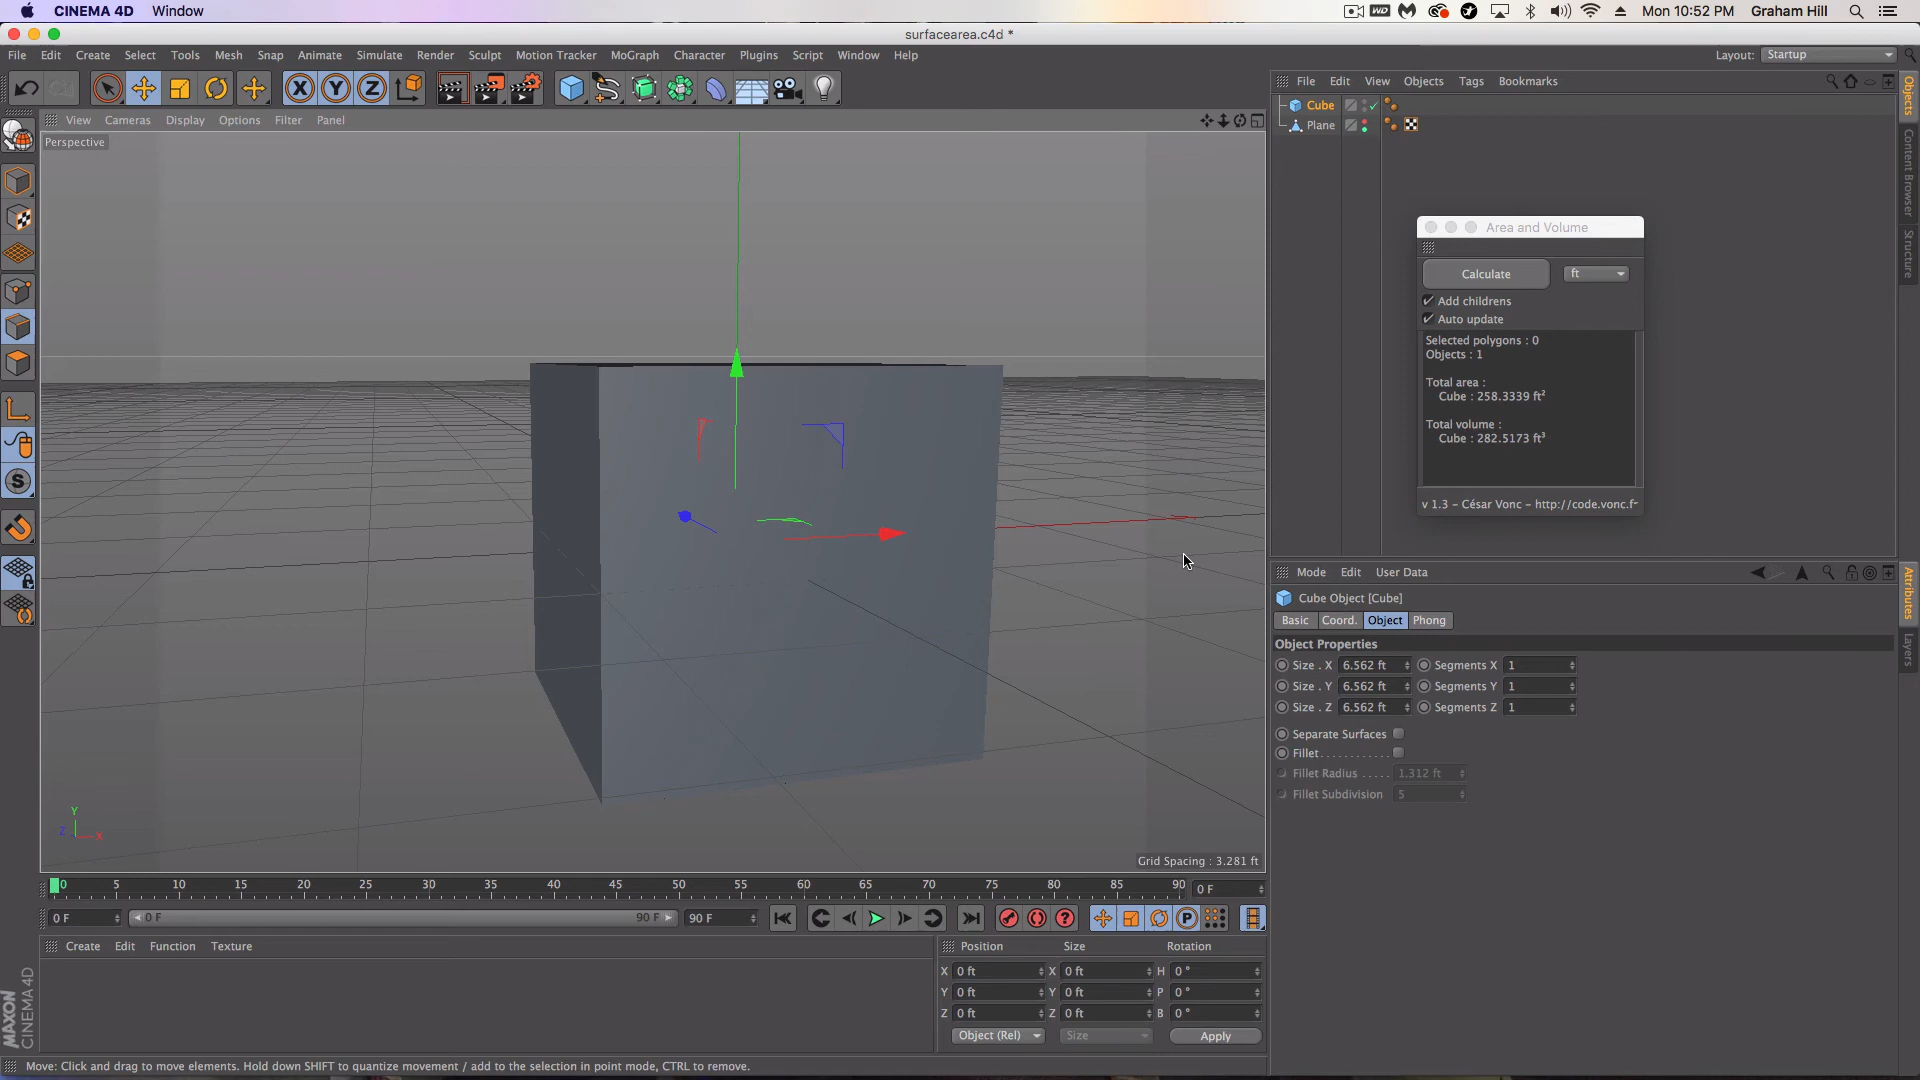 CINEMA 4D Window Mon 10:52 PM Graham Hill
surfacearea.c4d *
File Edit Create Select Tools Mesh Snap Animate Simulate Render Sculpt Motion Tracker MoGraph Character Plugins Script Window Help Layout: Startup
X Y Z
View Cameras Display Options Filter Panel
Perspective
File Edit View Objects Tags Bookmarks
Cube
Plane
Objects
Content Browser
Structure
Area and Volume
Calculate ft
Add childrens
Auto update
Selected polygons : 0
Objects : 1
Total area :
Cube : 258.3339 ft²
Total volume :
Cube : 282.5173 ft³
v 1.3 – César Vonc – http://code.vonc.f
Mode Edit User Data
Cube Object [Cube]
Basic Coord. Object Phong
Object Properties
Size . X 6.562 ft Segments X 1
Size . Y 6.562 ft Segments Y 1
Size . Z 6.562 ft Segments Z 1
Separate Surfaces
Fillet . . . . . . . . . . . .
Fillet Radius . . . . . 1.312 ft
Fillet Subdivision 5
Attributes
Layers
Y
Z X
Grid Spacing : 3.281 ft
0 5 10 15 20 25 30 35 40 45 50 55 60 65 70 75 80 85 90 0 F
0 F 0 F 90 F 90 F
Create Edit Function Texture
Position Size Rotation
X 0 ft X 0 ft H 0 °
Y 0 ft Y 0 ft P 0 °
Z 0 ft Z 0 ft B 0 °
Object (Rel) Size Apply
MAXON CINEMA 4D
Move: Click and drag to move elements. Hold down SHIFT to quantize movement / add to the selection in point mode, CTRL to remove.